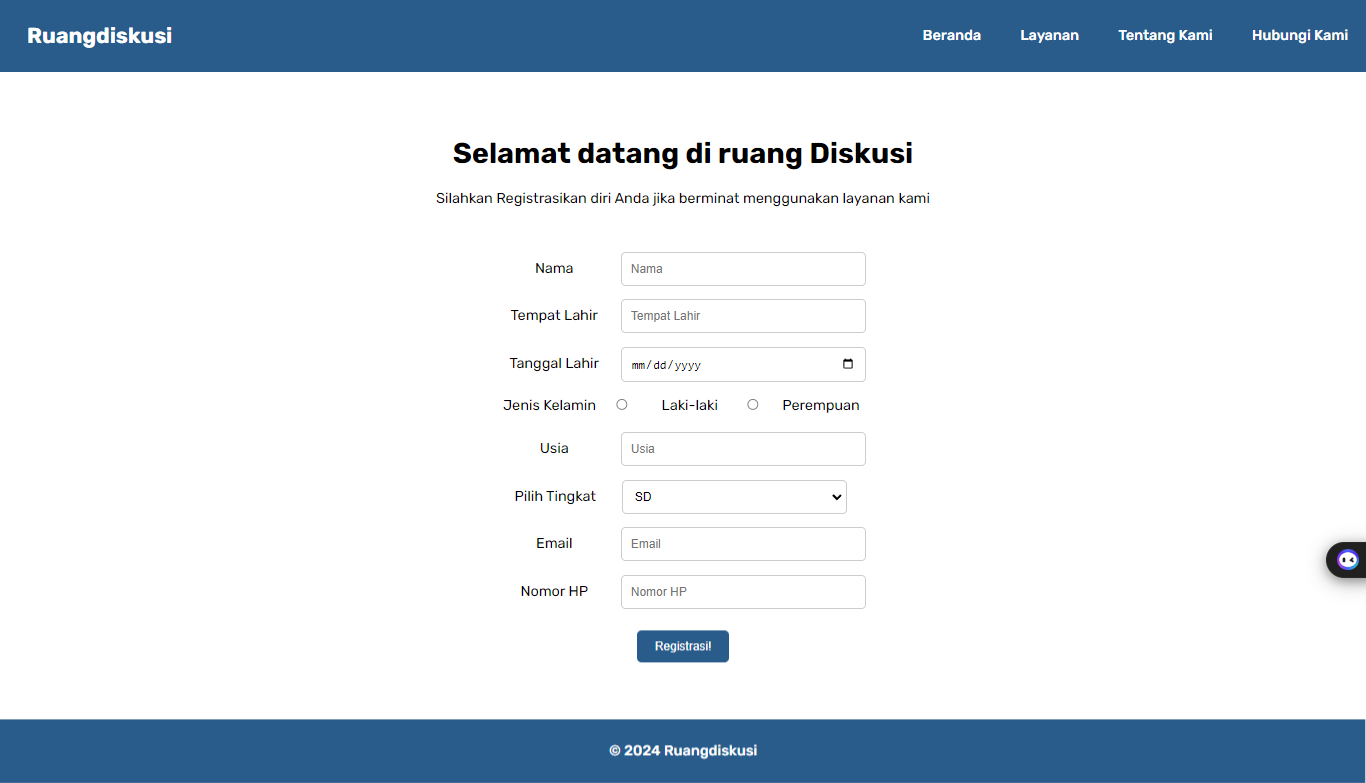 Ruangdiskusi Beranda Layanan Tentang Kami Hubungi Kami
Selamat datang di ruang Diskusi
Silahkan Registrasikan diri Anda jika berminat menggunakan layanan kami
Nama Nama
Tempat Lahir Tempat Lahir
Tanggal Lahir mm/dd/yyyy
Jenis Kelamin Laki-laki Perempuan
Usia Usia
Pilih Tingkat SD
Email Email
Nomor HP Nomor HP
Registrasi!
© 2024 Ruangdiskusi